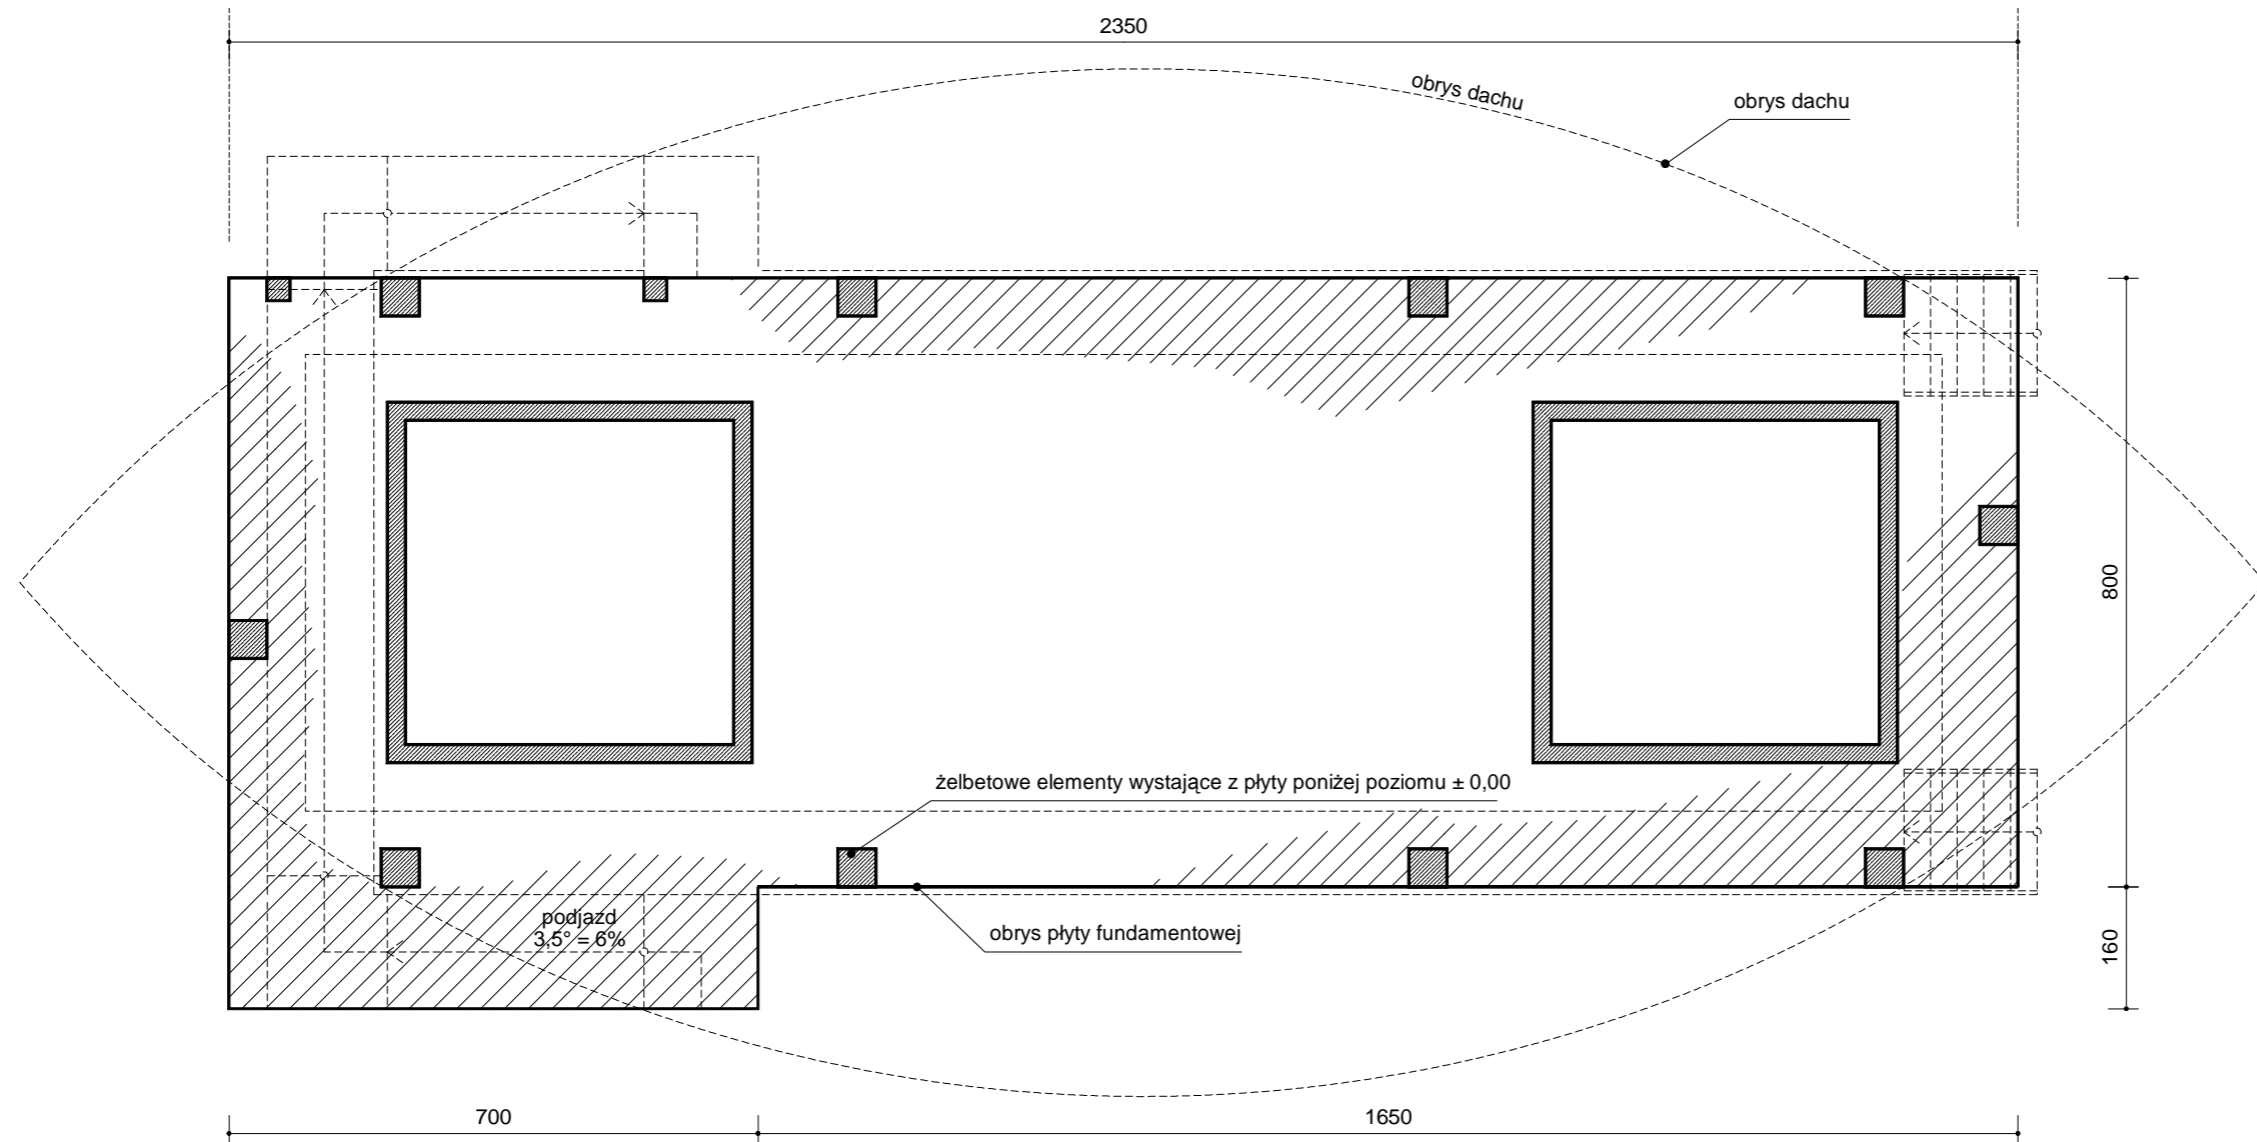 2350
obrys dachu
obrys dachu
800
żelbetowe elementy wystające z płyty poniżej poziomu ± 0,00
podjazd
3,5° = 6%
obrys płyty fundamentowej
160
700
1650